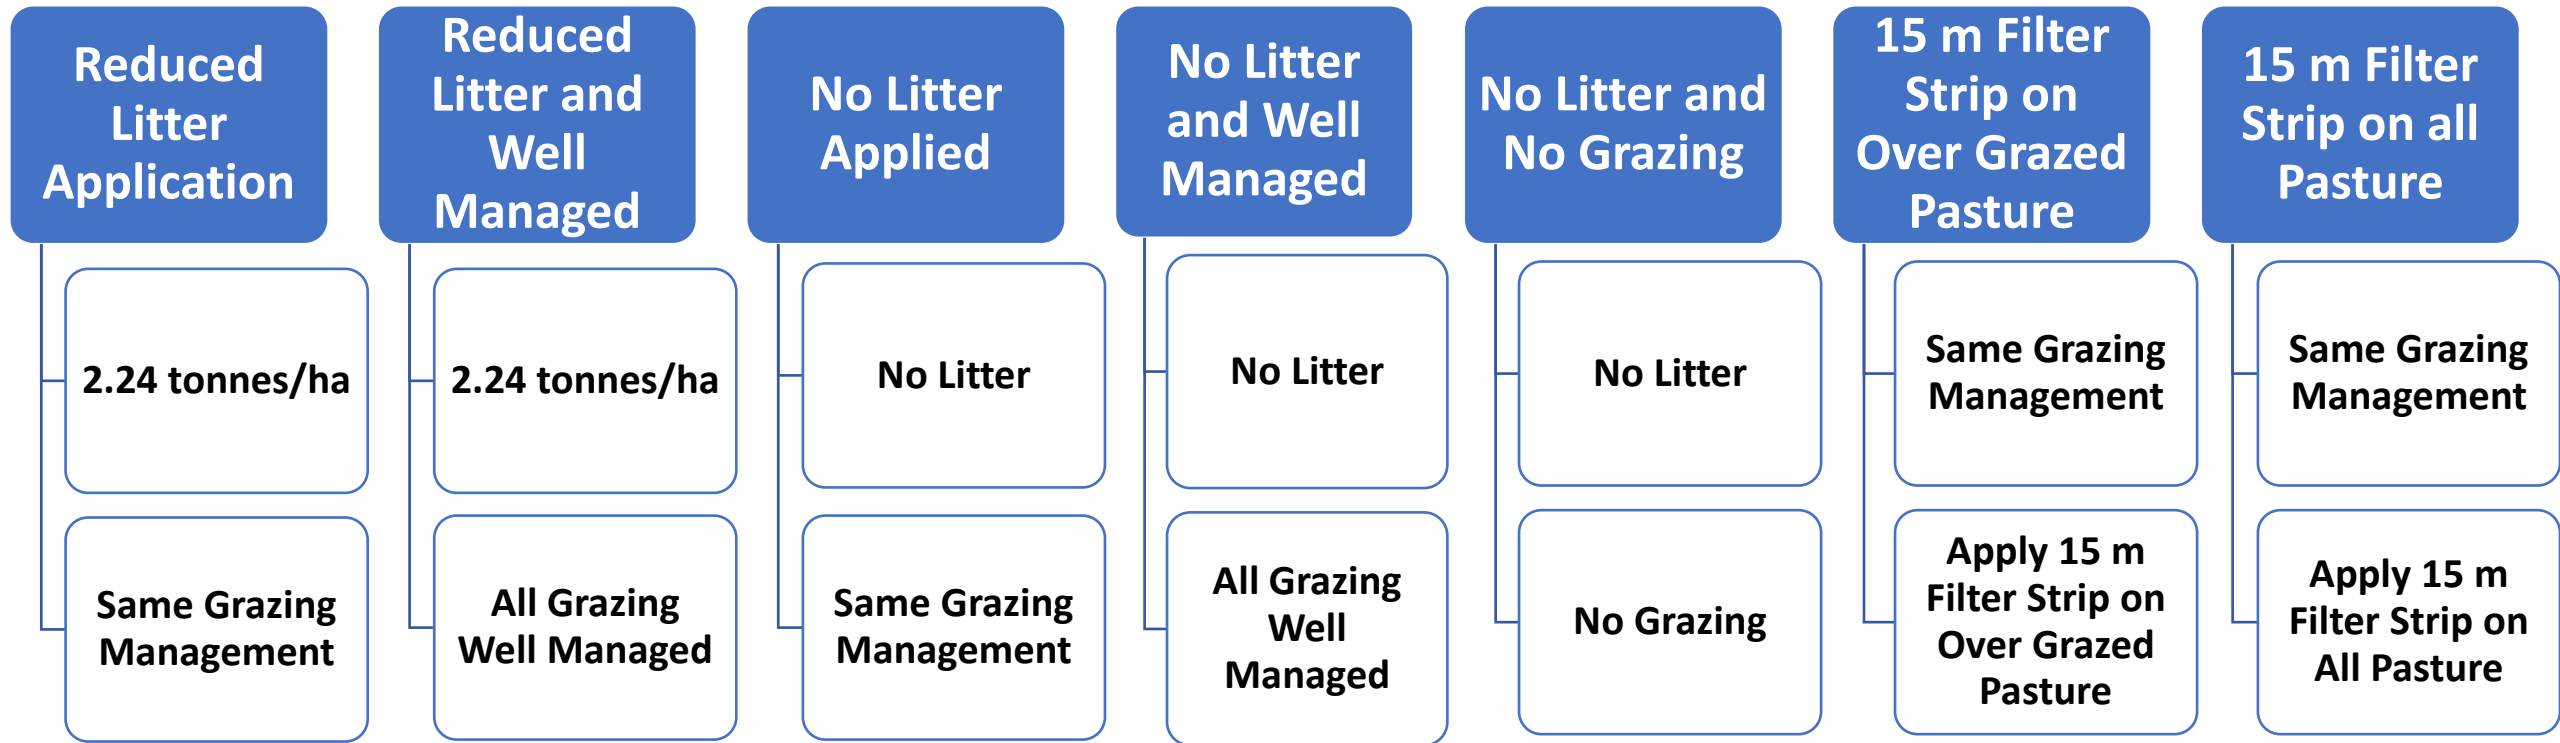 Reduced
Litter
Application
2.24 tonnes/ha
Same Grazing
Management
Reduced
Litter and
Well
Managed
2.24 tonnes/ha
All Grazing
Well Managed
No Litter
Applied
No Litter
Same Grazing
Management
No Litter
and Well
Managed
No Litter
All Grazing
Well
Managed
No Litter and
No Grazing
No Litter
No Grazing
15 m Filter
Strip on
Over Grazed
Pasture
Same Grazing
Management
Apply 15 m
Filter Strip on
Over Grazed
Pasture
15 m Filter
Strip on all
Pasture
Same Grazing
Management
Apply 15 m
Filter Strip on
All Pasture